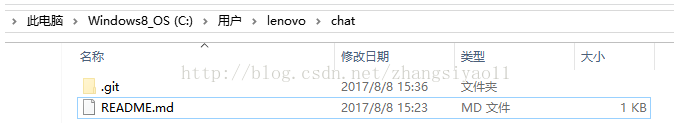 此电脑 > Windows8_OS (C:) > 用户 > lenovo > chat
名称 修改日期 类型 大小
http://blog.csdn.net/zhangsiyao11
.git 2017/8/8 15:36 文件夹
README.md 2017/8/8 15:23 MD 文件 1 KB